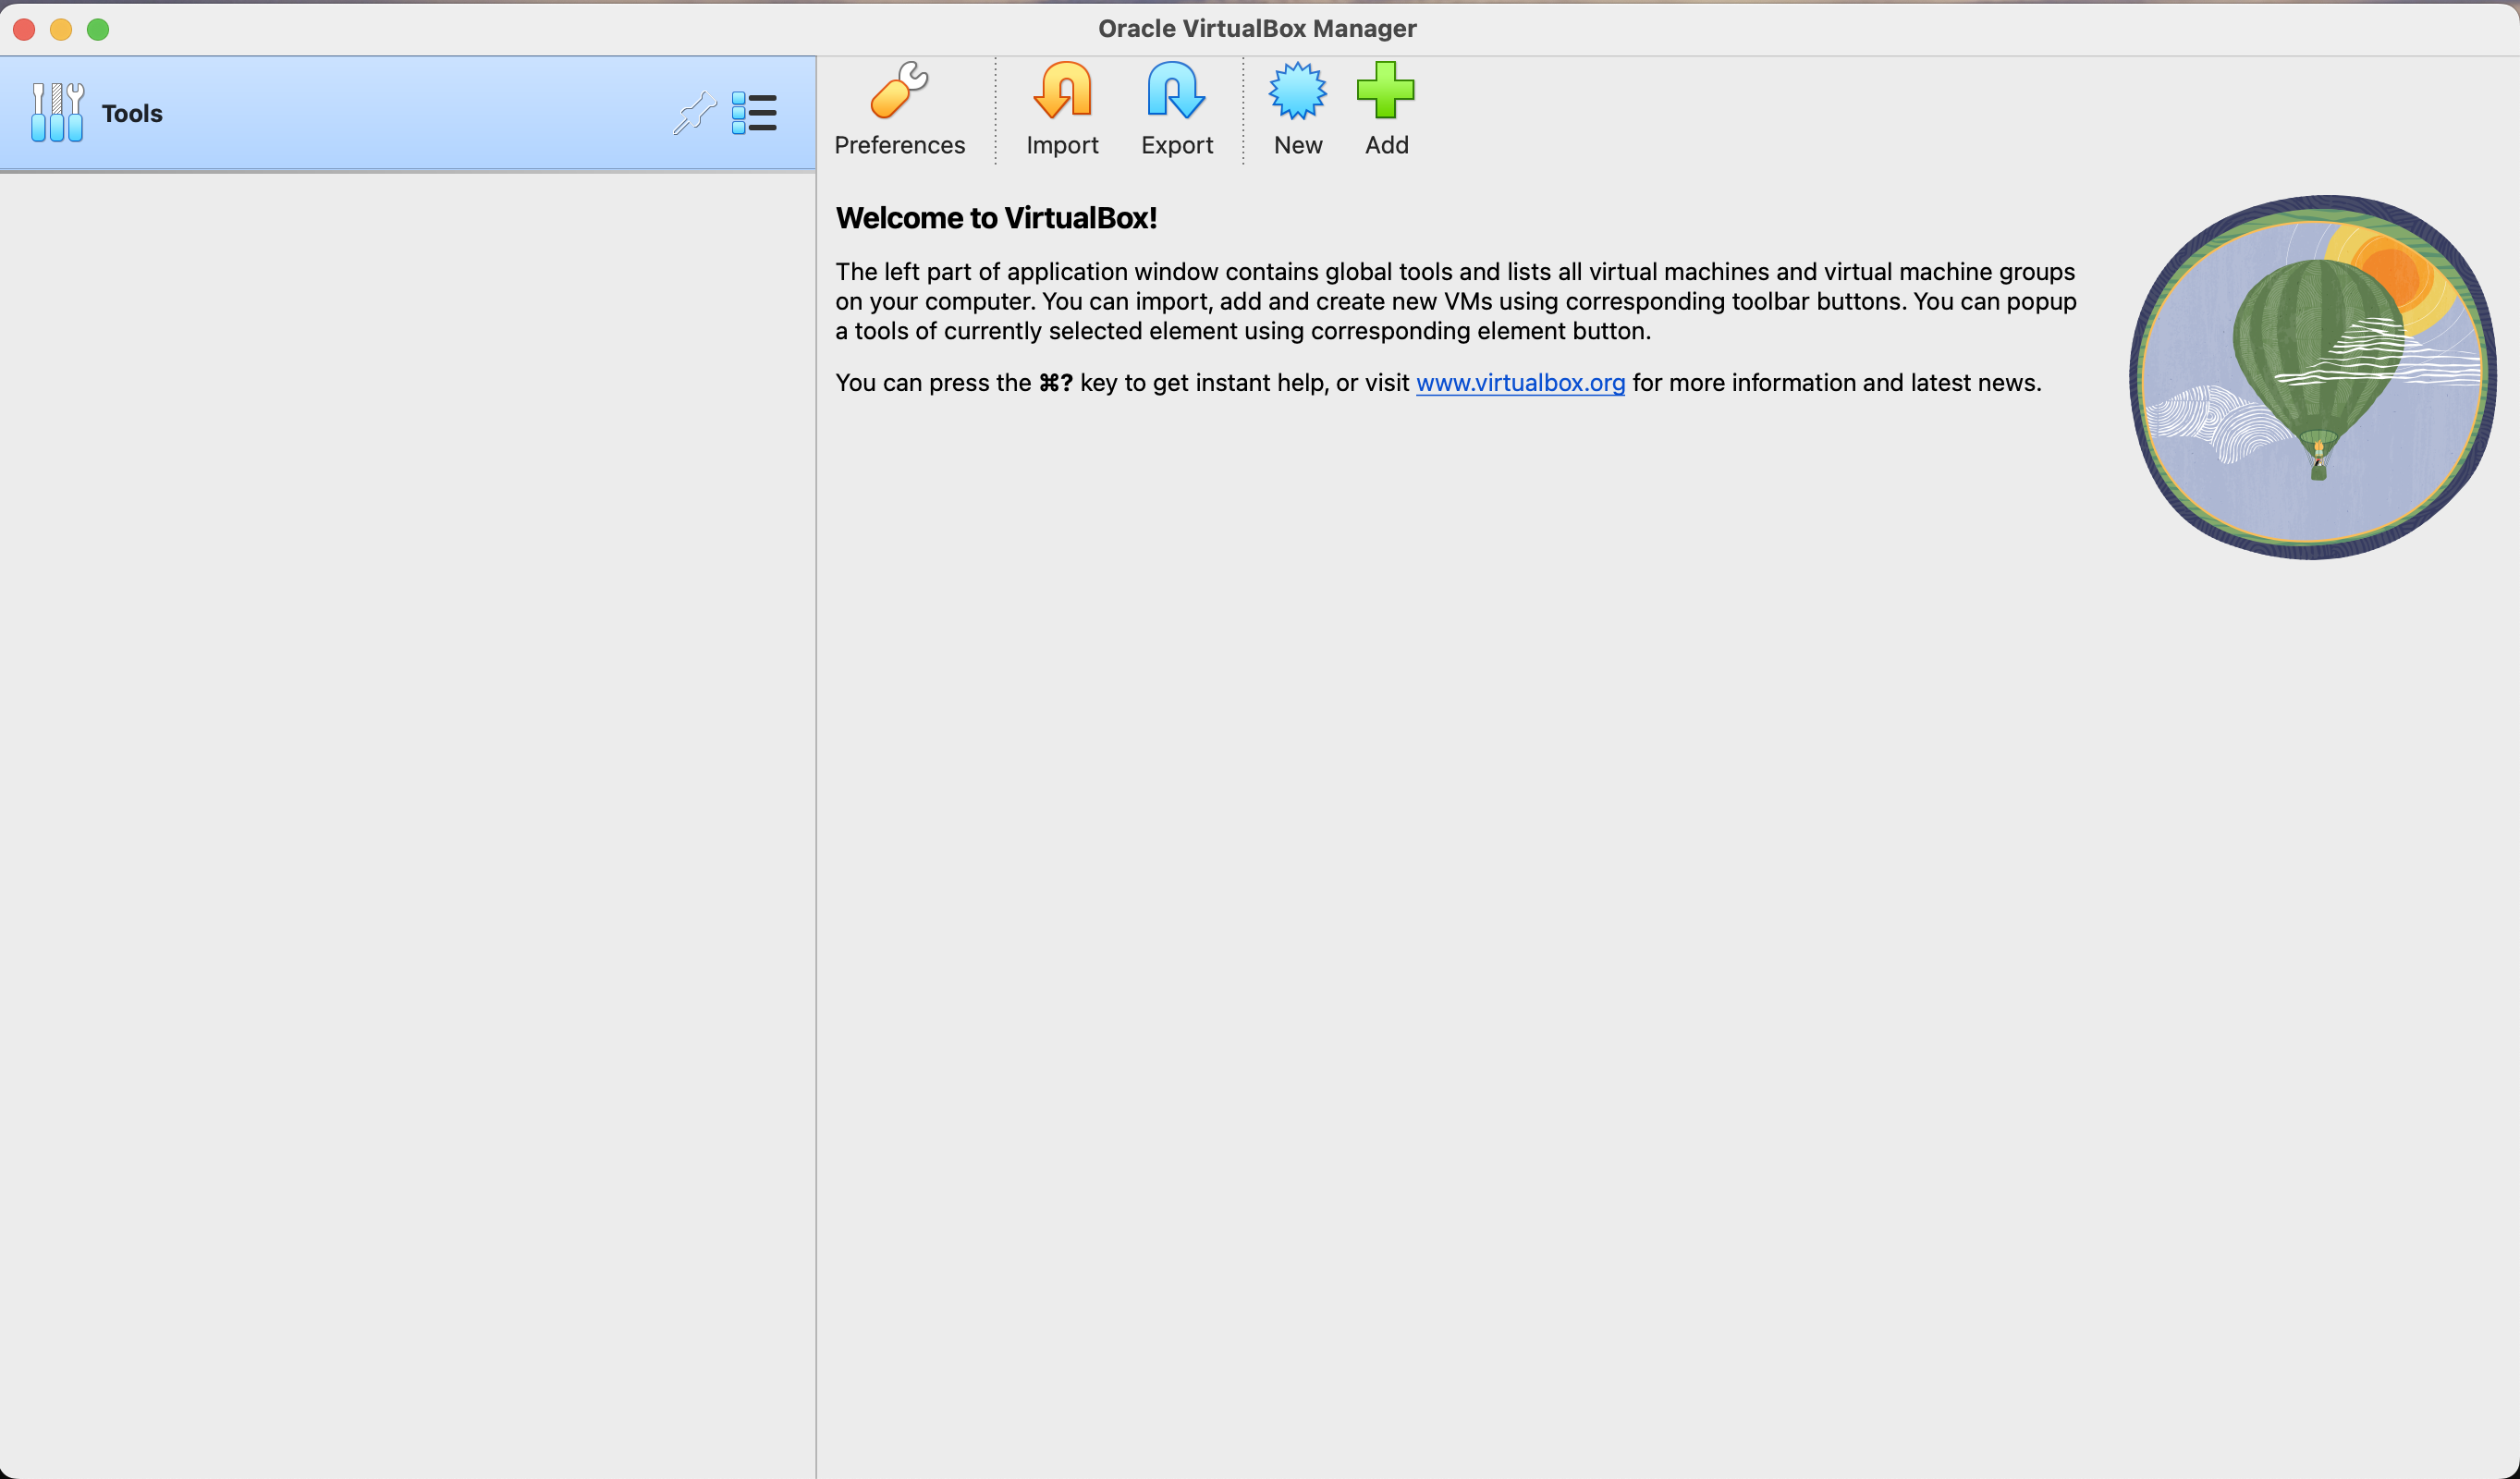 Oracle VirtualBox Manager
Tools
Preferences
Import
Export
New
Add
Welcome to VirtualBox!
The left part of application window contains global tools and lists all virtual machines and virtual machine groups
on your computer. You can import, add and create new VMs using corresponding toolbar buttons. You can popup
a tools of currently selected element using corresponding element button.
You can press the ⌘? key to get instant help, or visit www.virtualbox.org for more information and latest news.